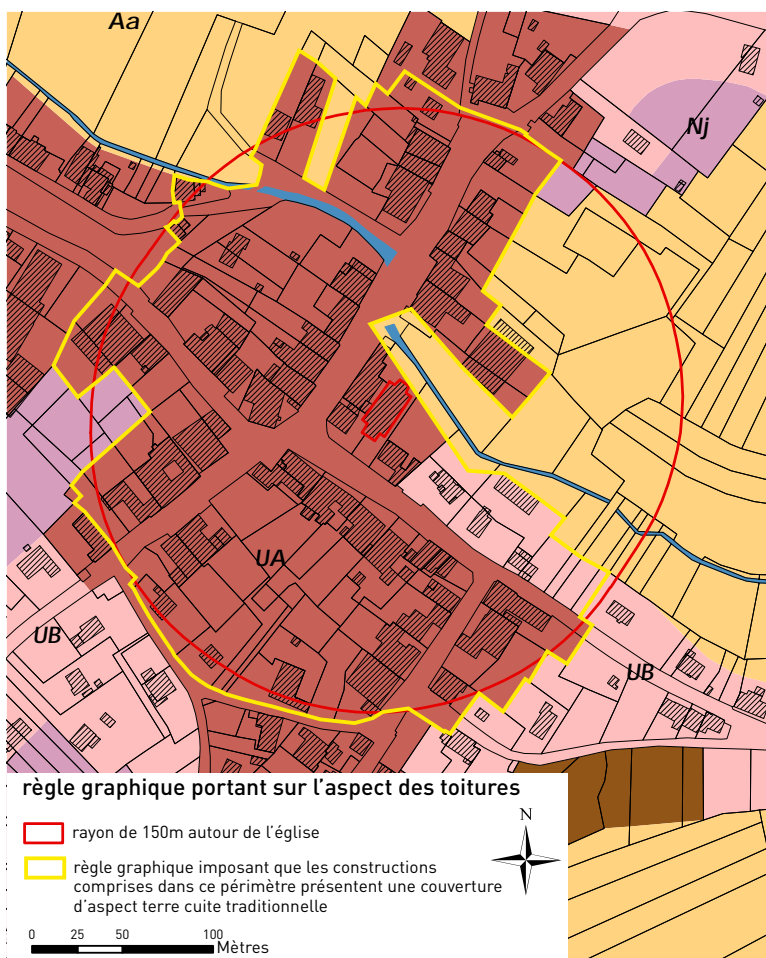 Aa
Nj
UA
UB
UB
règle graphique portant sur l'aspect des toitures
rayon de 150m autour de l'église
N
règle graphique imposant que les constructions
comprises dans ce périmètre présentent une couverture
d'aspect terre cuite traditionnelle
0 25 50 100
Mètres